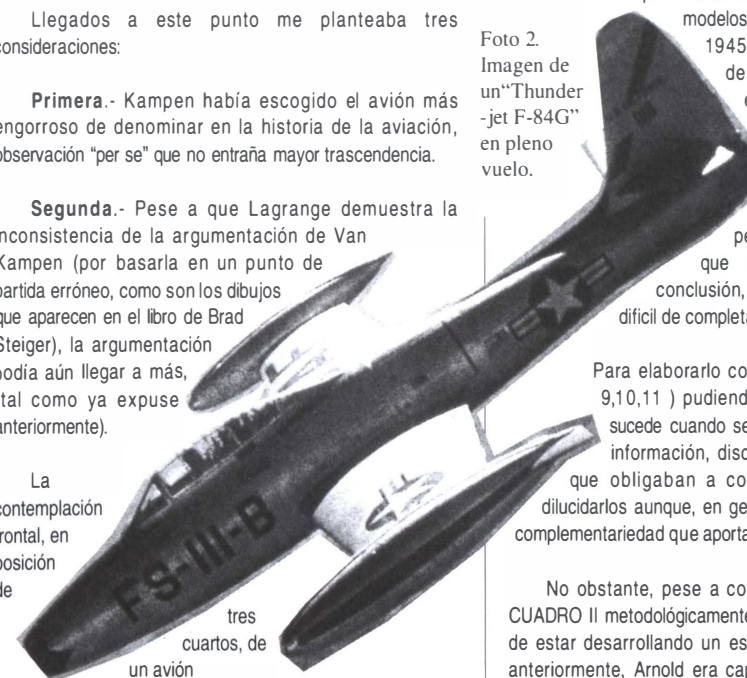 Llegados a este punto me planteaba tres
consideraciones:
Primera.- Kampen había escogido el avión más
engorroso de denominar en la historia de la aviación,
observación "per se" que no entraña mayor trascendencia.
Segunda.- Pese a que Lagrange demuestra la
inconsistencia de la argumentación de Van
Kampen (por basarla en un punto de
partida erróneo, como son los dibujos
que aparecen en el libro de Brad
Steiger), la argumentación
podía aún llegar a más,
(tal como ya expuse
anteriormente).
La
contemplación
frontal, en
posición
de
tres
cuartos, de
un avión
FS-III-B
Foto 2.
Imagen de
un"Thunder
-jet F-84G"
en pleno
vuelo.
modelos
1945
de
e
pe
que
conclusión,
dificil de completa
Para elaborarlo co
9,10,11 ) pudiend
sucede cuando se
información, disc
que obligaban a co
dilucidarlos aunque, en ge
complementariedad que aporta
No obstante, pese a co
CUADRO II metodológicamente
de estar desarrollando un es
anteriormente, Arnold era cap